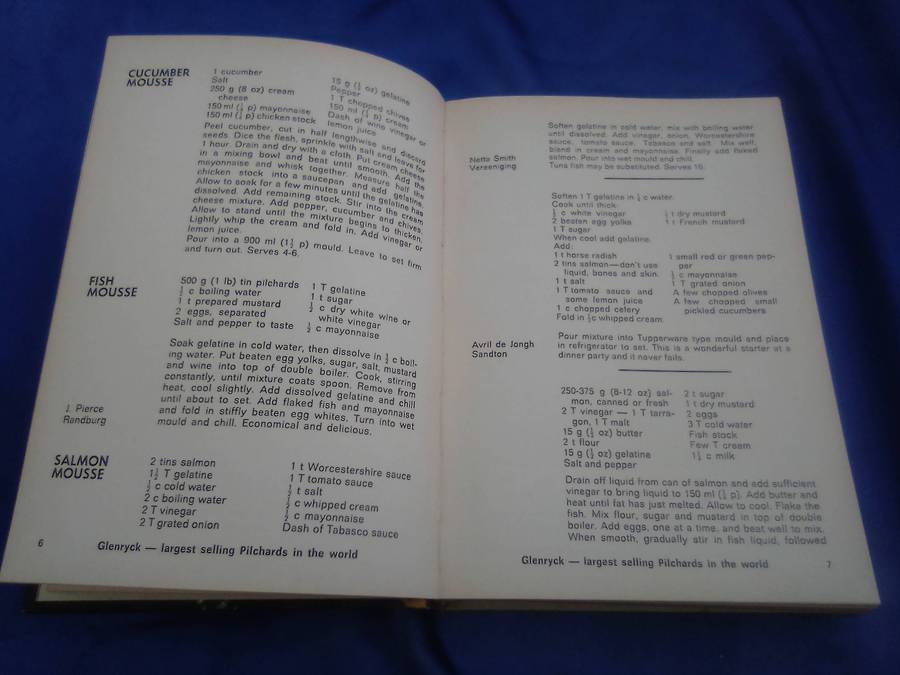 CUCUMBER
MOUSSE
1 cucumber
Salt
250 g (8 oz) cream
cheese
150 ml (¼ p) mayonnaise
150 ml (¼ p) chicken stock
15 g (½ oz) gelatine
Pepper
1 T chopped chives
150 ml (¼ p) cream
Dash of wine vinegar or
lemon juice
Peel cucumber, cut in half lengthwise and discard
seeds. Dice the flesh, sprinkle with salt and leave for
1 hour. Drain and dry with a cloth. Put cream cheese
in a mixing bowl and beat until smooth. Add the
mayonnaise and whisk together. Measure half the
chicken stock into a saucepan and add gelatine.
Allow to soak for a few minutes until the gelatine has
dissolved. Add remaining stock. Stir into the cream
cheese mixture. Add pepper, cucumber and chives.
Allow to stand until the mixture begins to thicken.
Lightly whip the cream and fold in. Add vinegar or
lemon juice.
Pour into a 900 ml (1½ p) mould. Leave to set firm
and turn out. Serves 4-6.
FISH
MOUSSE
500 g (1 lb) tin pilchards
¼ c boiling water
1 t prepared mustard
2 eggs, separated
Salt and pepper to taste
1 T gelatine
1 t sugar
½ c dry white wine or
white vinegar
½ c mayonnaise
Soak gelatine in cold water, then dissolve in ¼ c boil-
ing water. Put beaten egg yolks, sugar, salt, mustard
and wine into top of double boiler. Cook, stirring
constantly, until mixture coats spoon. Remove from
heat, cool slightly. Add dissolved gelatine and chill
until about to set. Add flaked fish and mayonnaise
and fold in stiffly beaten egg whites. Turn into wet
mould and chill. Economical and delicious.
J. Pierce
Randburg
SALMON
MOUSSE
2 tins salmon
1½ T gelatine
½ c cold water
2 c boiling water
2 T vinegar
2 T grated onion
1 t Worcestershire sauce
1 T tomato sauce
½ t salt
½ c whipped cream
½ c mayonnaise
Dash of Tabasco sauce
6
Glenryck — largest selling Pilchards in the world
Soften gelatine in cold water, mix with boiling water
until dissolved. Add vinegar, onion, Worcestershire
sauce, tomato sauce, Tabasco and salt. Mix well,
blend in cream and mayonnaise. Finally add flaked
salmon. Pour into wet mould and chill.
Tuna fish may be substituted. Serves 10.
Netta Smith
Vereeniging
Soften 1 T gelatine in ¼ c water.
Cook until thick:
¼ c white vinegar
2 beaten egg yolks
1 T sugar
¼ t dry mustard
1 t French mustard
When cool add gelatine.
Add:
1 t horse radish
2 tins salmon—don't use
liquid, bones and skin.
1 t salt
1 T tomato sauce and
some lemon juice
1 c chopped celery
Fold in ½ c whipped cream.
1 small red or green pep-
per
¼ c mayonnaise
1 T grated onion
A few chopped olives
A few chopped small
pickled cucumbers
Pour mixture into Tupperware type mould and place
in refrigerator to set. This is a wonderful starter at a
dinner party and it never fails.
Avril de Jongh
Sandton
250-375 g (8-12 oz) sal-
mon, canned or fresh
2 T vinegar — 1 T tarra-
gon, 1 T malt
15 g (½ oz) butter
2 t flour
15 g (½ oz) gelatine
Salt and pepper
2 t sugar
1 t dry mustard
2 eggs
3 T cold water
Fish stock
Few T cream
1¼ c milk
Drain off liquid from can of salmon and add sufficient
vinegar to bring liquid to 150 ml (¼ p). Add butter and
heat until fat has just melted. Allow to cool. Flake the
fish. Mix flour, sugar and mustard in top of double
boiler. Add eggs, one at a time, and beat well to mix.
When smooth, gradually stir in fish liquid, followed
Glenryck — largest selling Pilchards in the world
7